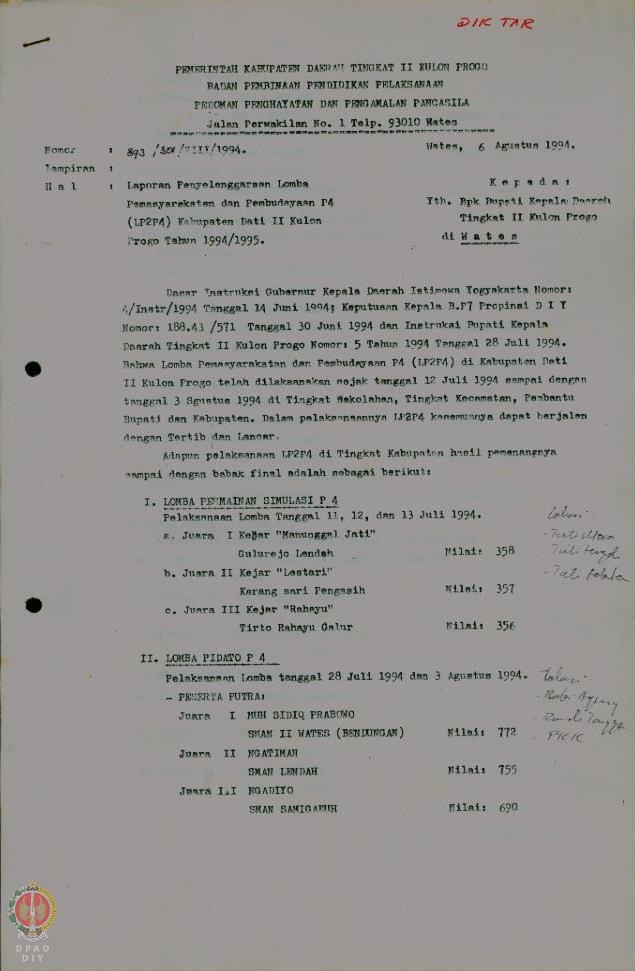 DIK TAR
PEMERINTAH KABUPATEN DAERAH TINGKAT II KULON PROGO
BADAN PEMBINAAN PENDIDIKAN PELAKSANAAN
PEDOMAN PENGHAYATAN DAN PENGAMALAN PANCASILA
Jalan Perwakilan No. 1 Telp. 93010 Wates
Wates, 6 Agustus 1994.
Nomor : 893 /301/VIII/1994.
Lampiran :
H a l : Laporan Penyelenggaraan Lomba
Pemasyarakatan dan Pembudayaan P4
(LP2P4) Kabupaten Dati II Kulon
Progo Tahun 1994/1995.
K e p a d a :
Yth. Bpk Bupati Kepala Daerah
Tingkat II Kulon Progo
di W a t e s
Dasar Instruksi Gubernur Kepala Daerah Istimewa Yogyakarta Nomor:
4/Instr/1994 Tanggal 14 Juni 1994; Keputusan Kepala B.P7 Propinsi D I Y
Nomor: 188.43 /571 Tanggal 30 Juni 1994 dan Instruksi Bupati Kepala
Daerah Tingkat II Kulon Progo Nomor: 5 Tahun 1994 Tanggal 28 Juli 1994.
Bahwa Lomba Pemasyarakatan dan Pembudayaan P4 (LP2P4) di Kabupaten Dati
II Kulon Progo telah dilaksanakan sejak tanggal 12 Juli 1994 sampai dengan
tanggal 3 Sgustus 1994 di Tingkat Sekolahan, Tingkat Kecamatan, Pembantu
Bupati dan Kabupaten. Dalam pelaksanaannya LP2P4 kesemuanya dapat berjalan
dengan Tertib dan Lancar.
Adapun pelaksanaan LP2P4 di Tingkat Kabupaten hasil pemenangnya
sampai dengan babak final adalah sebagai berikut:
I. LOMBA PERMAINAN SIMULASI P 4
Pelaksanaan Lomba Tanggal 11, 12, dan 13 Juli 1994.
a. Juara I Kejar "Manunggal Jati"
Gulurejo Lendah Nilai: 358
b. Juara II Kejar "Lestari"
Karang sari Pengasih Nilai: 357
c. Juara III Kejar "Rahayu"
Tirto Rahayu Galur Nilai: 356
II. LOMBA PIDATO P 4
Pelaksanaan Lomba tanggal 28 Juli 1994 dan 3 Agustus 1994.
- PESERTA PUTRA:
Juara I MUH SIDIQ PRABOWO
SMAN II WATES (BENDUNGAN) Nilai: 772
Juara II NGATIMAN
SMAN LENDAH Nilai: 755
Juara III NGADIYO
SMAN SAMIGALUH Nilai: 690
DPAD
DIY